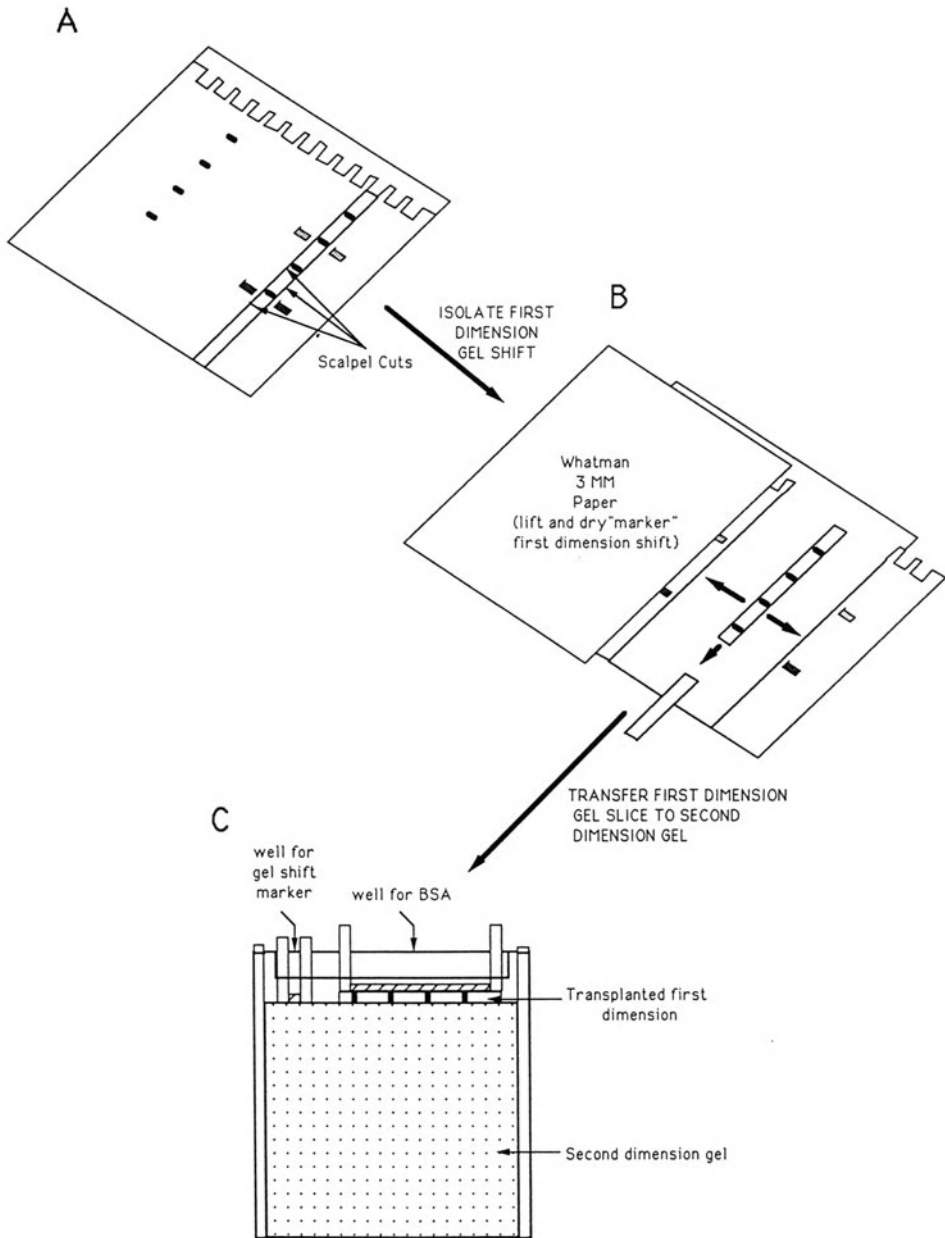 A
Scalpel Cuts
ISOLATE FIRST
DIMENSION
GEL SHIFT
B
Whatman
3 MM
Paper
(lift and dry"marker"
first dimension shift)
TRANSFER FIRST DIMENSION
GEL SLICE TO SECOND
DIMENSION GEL
C
well for
gel shift
marker
well for BSA
Transplanted first
dimension
Second dimension gel